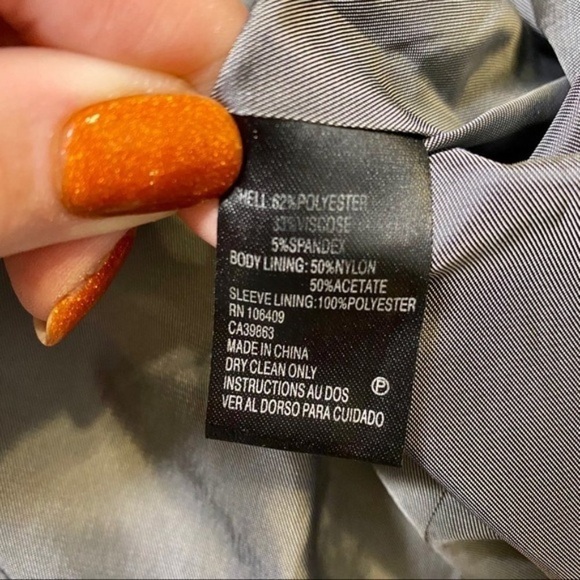 SHELL: 62%POLYESTER
33%VISCOSE
5%SPANDEX
BODY LINING: 50%NYLON
50%ACETATE
SLEEVE LINING:100%POLYESTER
RN 106409
CA39863
MADE IN CHINA
DRY CLEAN ONLY
INSTRUCTIONS AU DOS
VER AL DORSO PARA CUIDADO
P